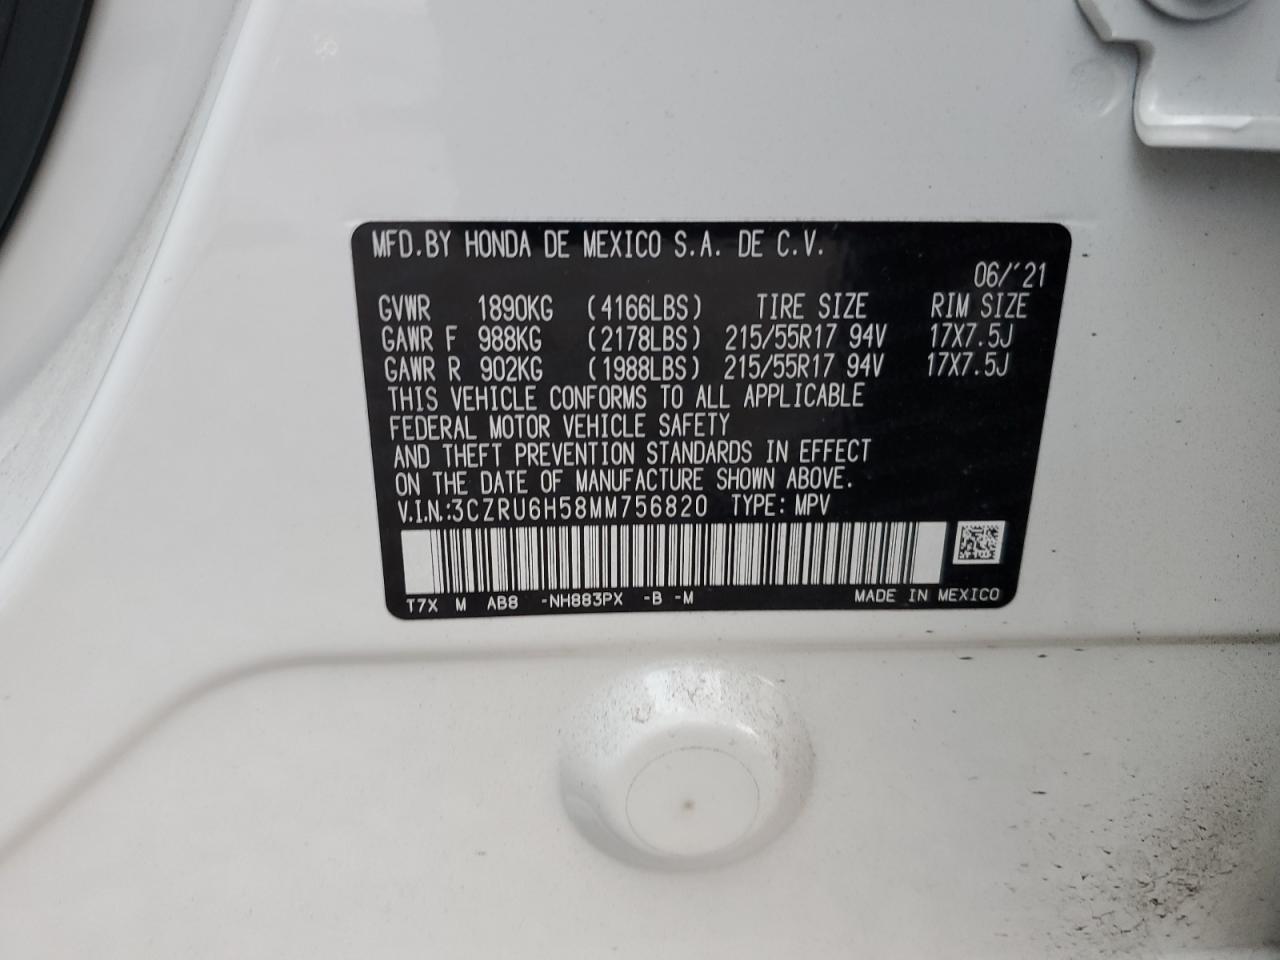 MFD.BY HONDA DE MEXICO S.A. DE C.V.
06/'21
GVWR 1890KG (4166LBS) TIRE SIZE RIM SIZE
GAWR F 988KG (2178LBS) 215/55R17 94V 17X7.5J
GAWR R 902KG (1988LBS) 215/55R17 94V 17X7.5J
THIS VEHICLE CONFORMS TO ALL APPLICABLE
FEDERAL MOTOR VEHICLE SAFETY
AND THEFT PREVENTION STANDARDS IN EFFECT
ON THE DATE OF MANUFACTURE SHOWN ABOVE.
V.I.N.:3CZRU6H58MM756820 TYPE: MPV
T7X M AB8 -NH883PX -B -M MADE IN MEXICO